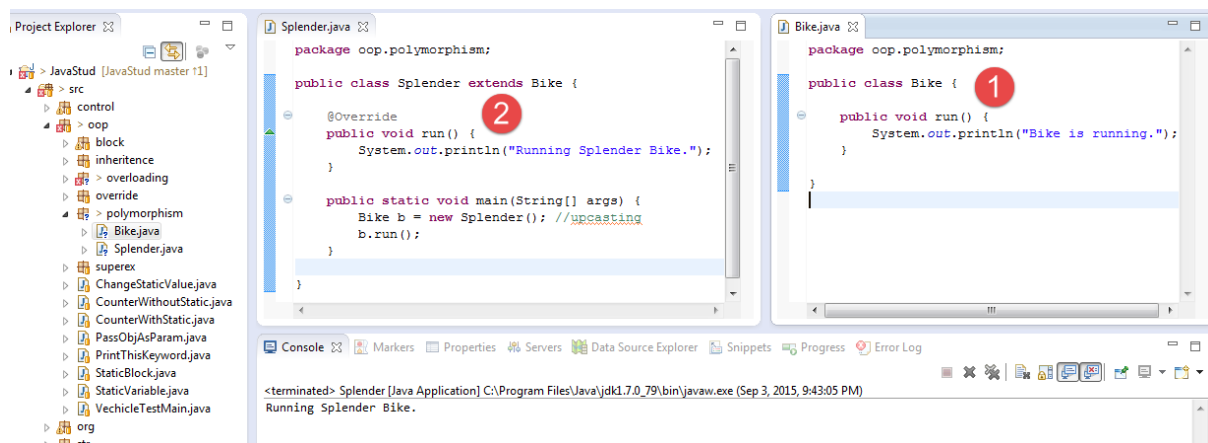 Project Explorer
> JavaStud [JavaStud master ↑1]
> src
control
> oop
block
inheritence
> overloading
override
> polymorphism
Bike.java
Splender.java
superex
ChangeStaticValue.java
CounterWithoutStatic.java
CounterWithStatic.java
PassObjAsParam.java
PrintThisKeyword.java
StaticBlock.java
StaticVariable.java
VechicleTestMain.java
org
Splender.java
package oop.polymorphism;
public class Splender extends Bike {
2
@Override
public void run() {
System.out.println("Running Splender Bike.");
}
public static void main(String[] args) {
Bike b = new Splender(); //upcasting
b.run();
}
}
Bike.java
package oop.polymorphism;
public class Bike {
1
public void run() {
System.out.println("Bike is running.");
}
}
Console Markers Properties Servers Data Source Explorer Snippets Progress Error Log
<terminated> Splender [Java Application] C:\Program Files\Java\jdk1.7.0_79\bin\javaw.exe (Sep 3, 2015, 9:43:05 PM)
Running Splender Bike.